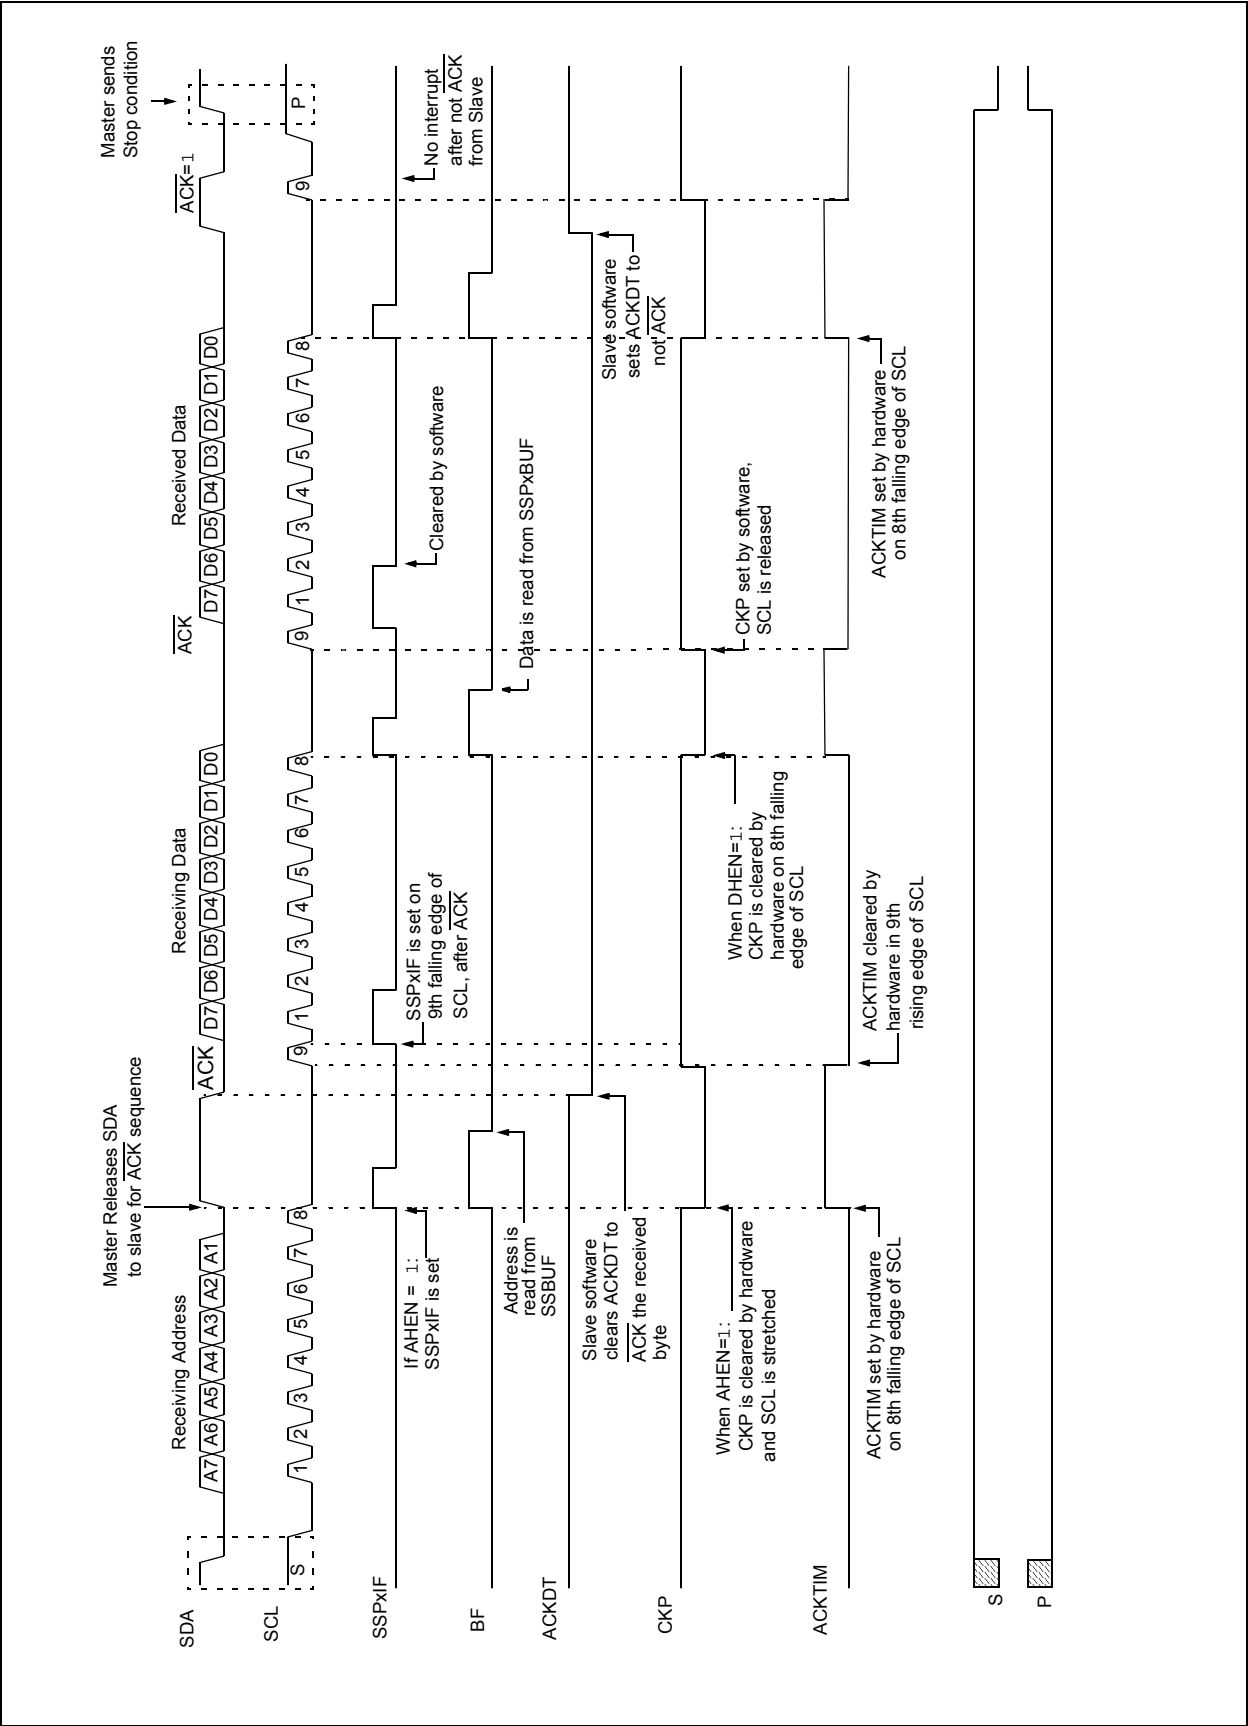 Master Releases SDA
to slave for ACK sequence
Master sends
Stop condition
Receiving Address
Receiving Data
Received Data
ACK
ACK
ACK=1
SDA
A7 A6 A5 A4 A3 A2 A1
D7 D6 D5 D4 D3 D2 D1 D0
D7 D6 D5 D4 D3 D2 D1 D0
SCL
S
1 2 3 4 5 6 7 8
9 1 2 3 4 5 6 7 8
9 1 2 3 4 5 6 7 8
9
P
SSPxIF
If AHEN = 1:
SSPxIF is set
SSPxIF is set on
9th falling edge of
SCL, after ACK
Cleared by software
No interrupt
after not ACK
from Slave
BF
Address is
read from
SSBUF
Data is read from SSPxBUF
ACKDT
Slave software
clears ACKDT to
ACK the received
byte
Slave software
sets ACKDT to
not ACK
CKP
When AHEN=1:
CKP is cleared by hardware
and SCL is stretched
When DHEN=1:
CKP is cleared by
hardware on 8th falling
edge of SCL
CKP set by software,
SCL is released
ACKTIM
ACKTIM set by hardware
on 8th falling edge of SCL
ACKTIM cleared by
hardware in 9th
rising edge of SCL
ACKTIM set by hardware
on 8th falling edge of SCL
S
P